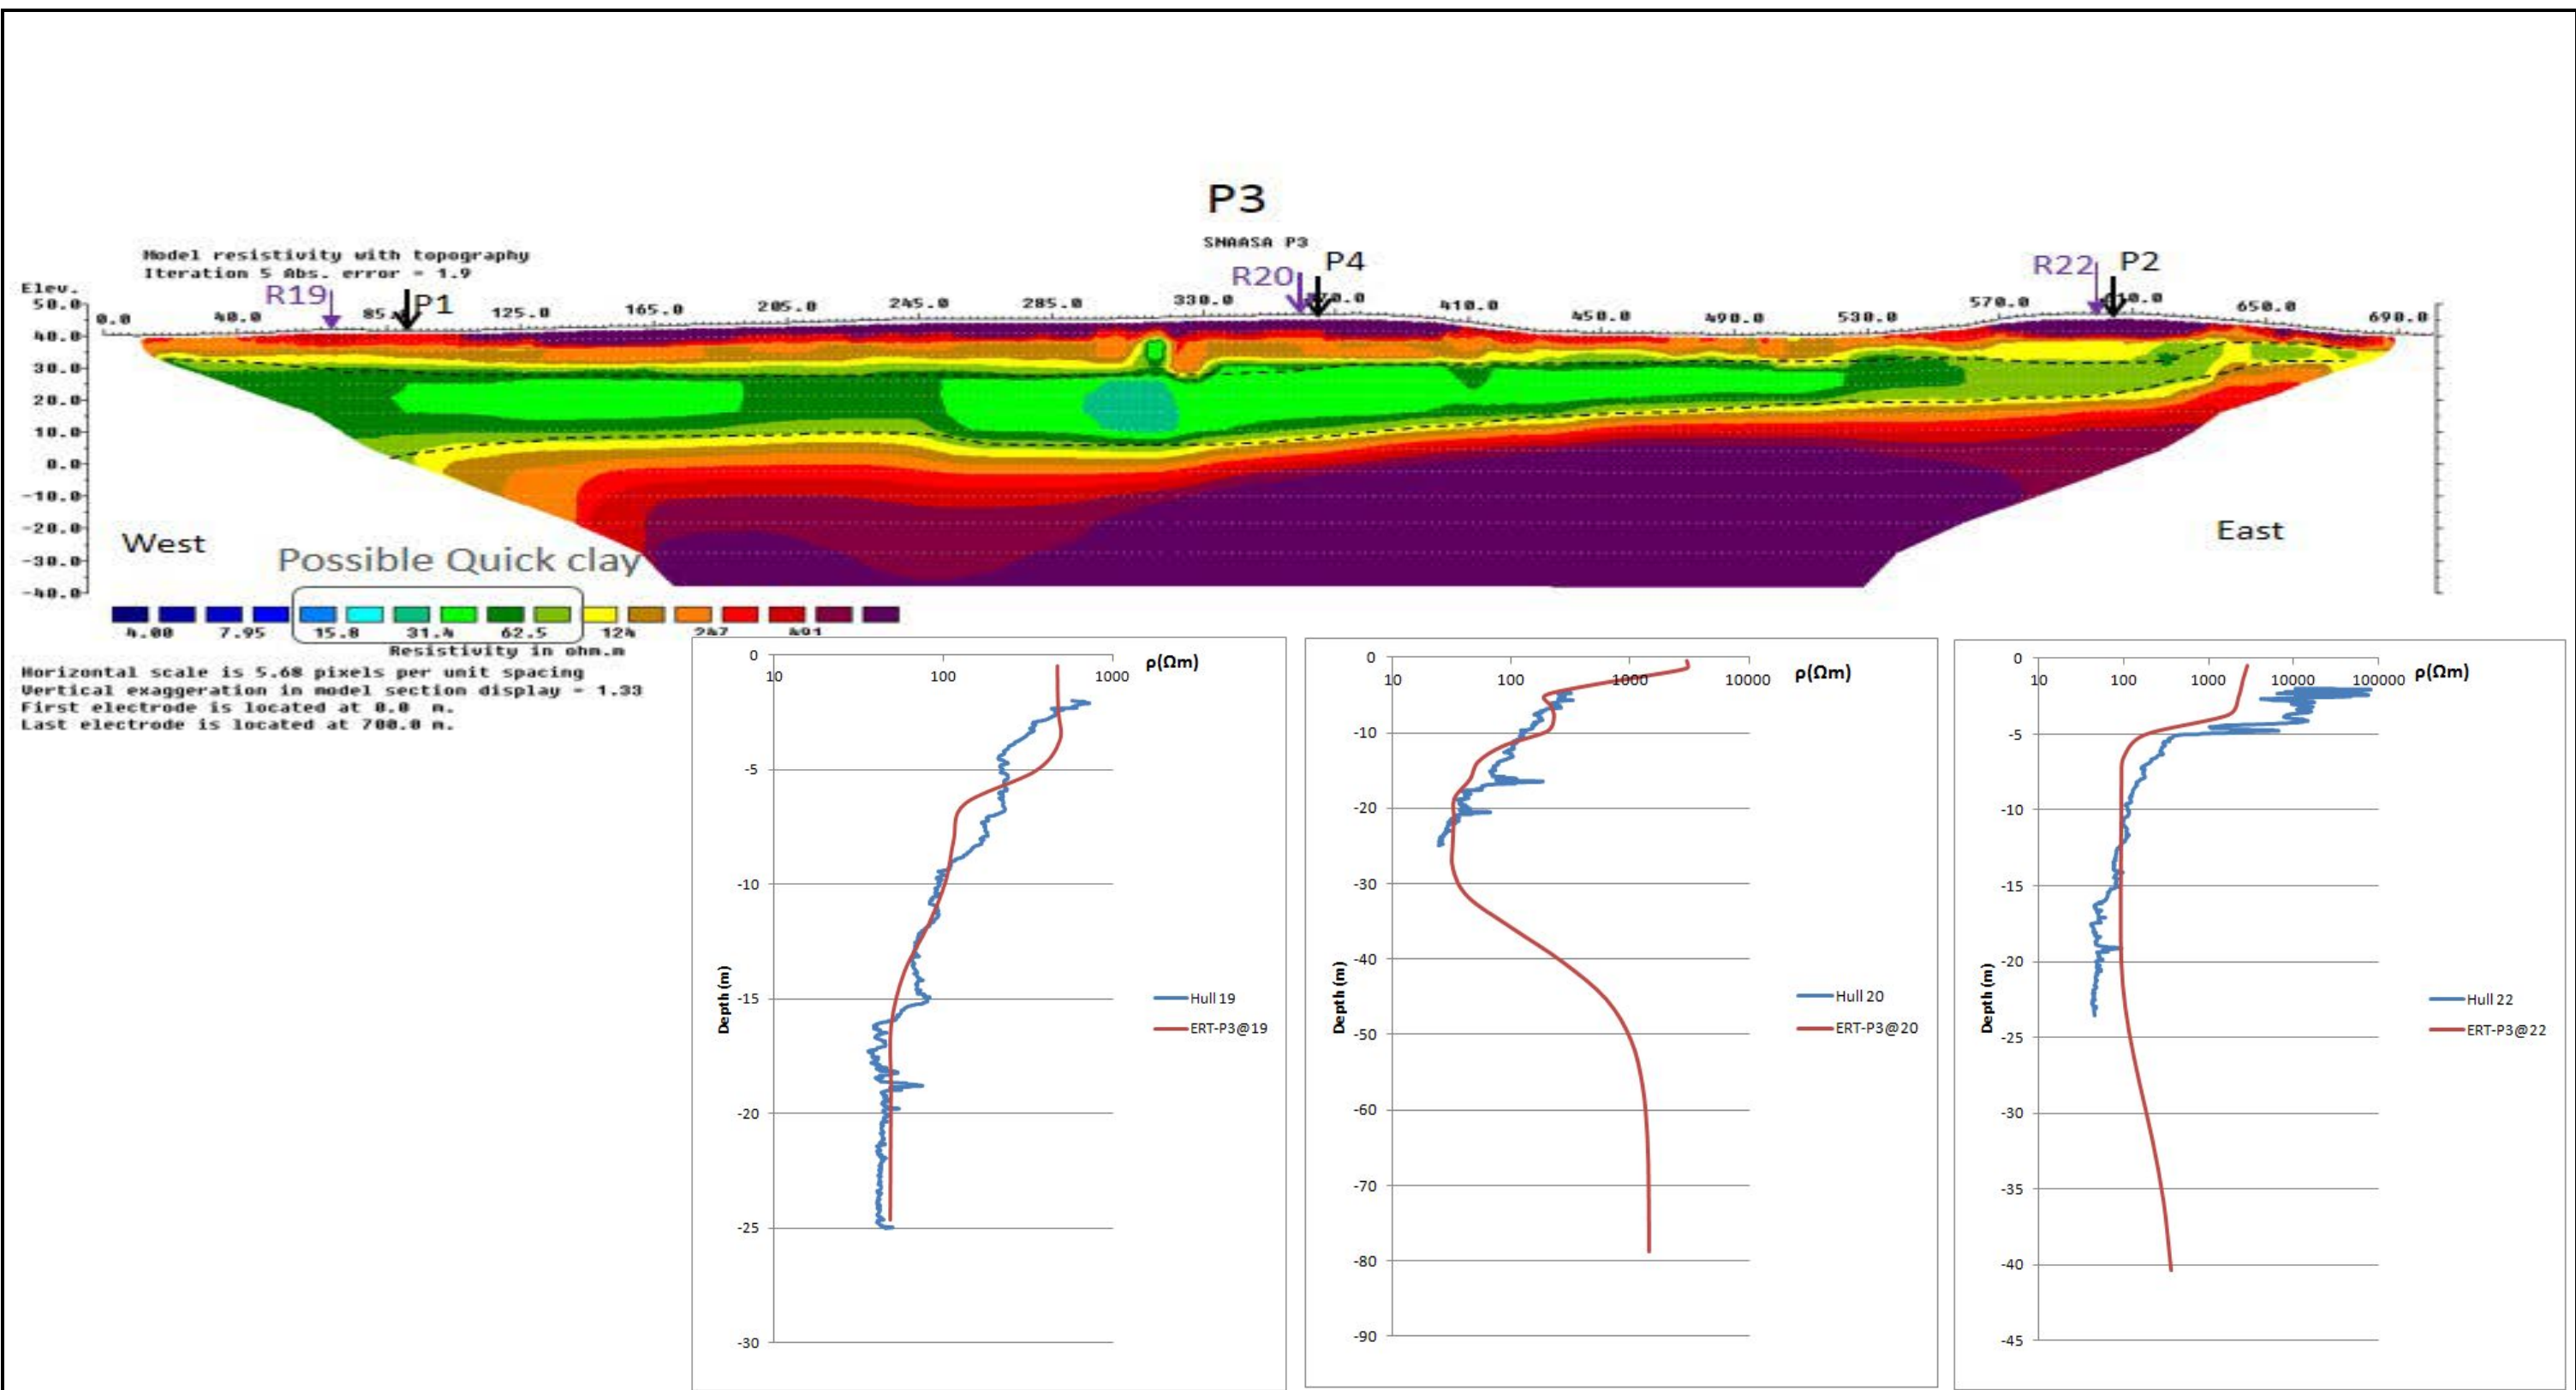 P3
SNAASA P3
Model resistivity with topography
Iteration 5 Abs. error = 1.9
R19 P1 R20 P4 R22 P2
Elev.
0.0 40.0 125.0 165.0 205.0 245.0 285.0 330.0 410.0 450.0 490.0 530.0 570.0 650.0 690.0
50.0
40.0
30.0
20.0
10.0
0.0
-10.0
-20.0
-30.0
-40.0
West
East
Possible Quick clay
4.00 7.95 15.8 31.4 62.5 124 247 491
Resistivity in ohm.m
Horizontal scale is 5.68 pixels per unit spacing
Vertical exaggeration in model section display = 1.33
First electrode is located at 0.0 m.
Last electrode is located at 700.0 m.
ρ(Ωm)
10 100 1000
0
-5
-10
-15
-20
-25
-30
Depth (m)
Hull 19
ERT-P3@19
ρ(Ωm)
10 100 1000 10000
0
-10
-20
-30
-40
-50
-60
-70
-80
-90
Depth (m)
Hull 20
ERT-P3@20
ρ(Ωm)
10 100 1000 10000 100000
0
-5
-10
-15
-20
-25
-30
-35
-40
-45
Depth (m)
Hull 22
ERT-P3@22